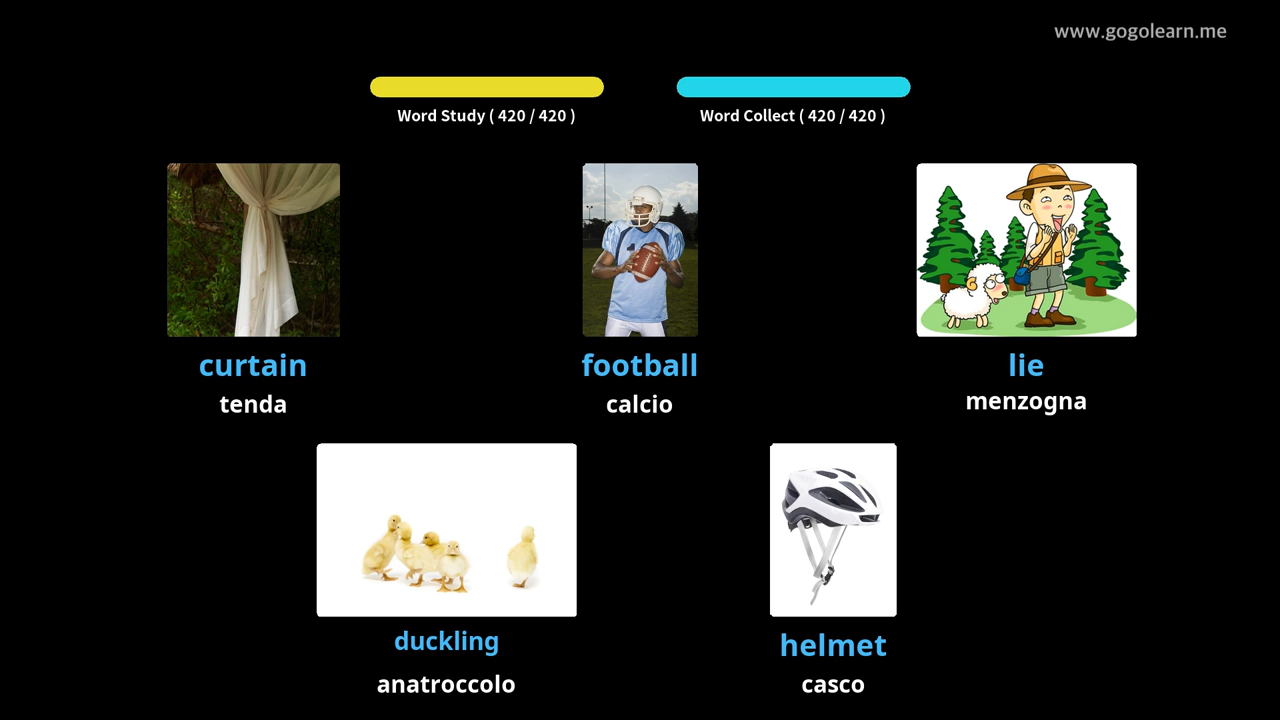 www.gogolearn.me
Word Study ( 420 / 420 )
Word Collect ( 420 / 420 )
curtain
tenda
football
calcio
lie
menzogna
duckling
anatroccolo
helmet
casco